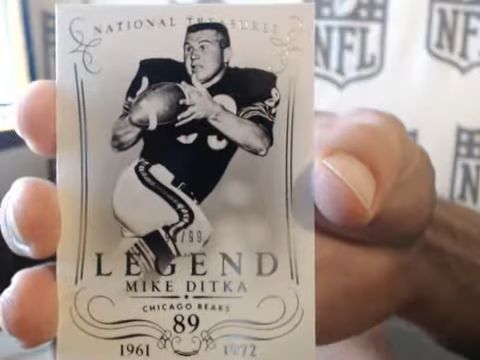 NATIONAL TREASURES
NFL
NFL
/99
LEGEND
MIKE DITKA
CHICAGO BEARS
89
1961 1972